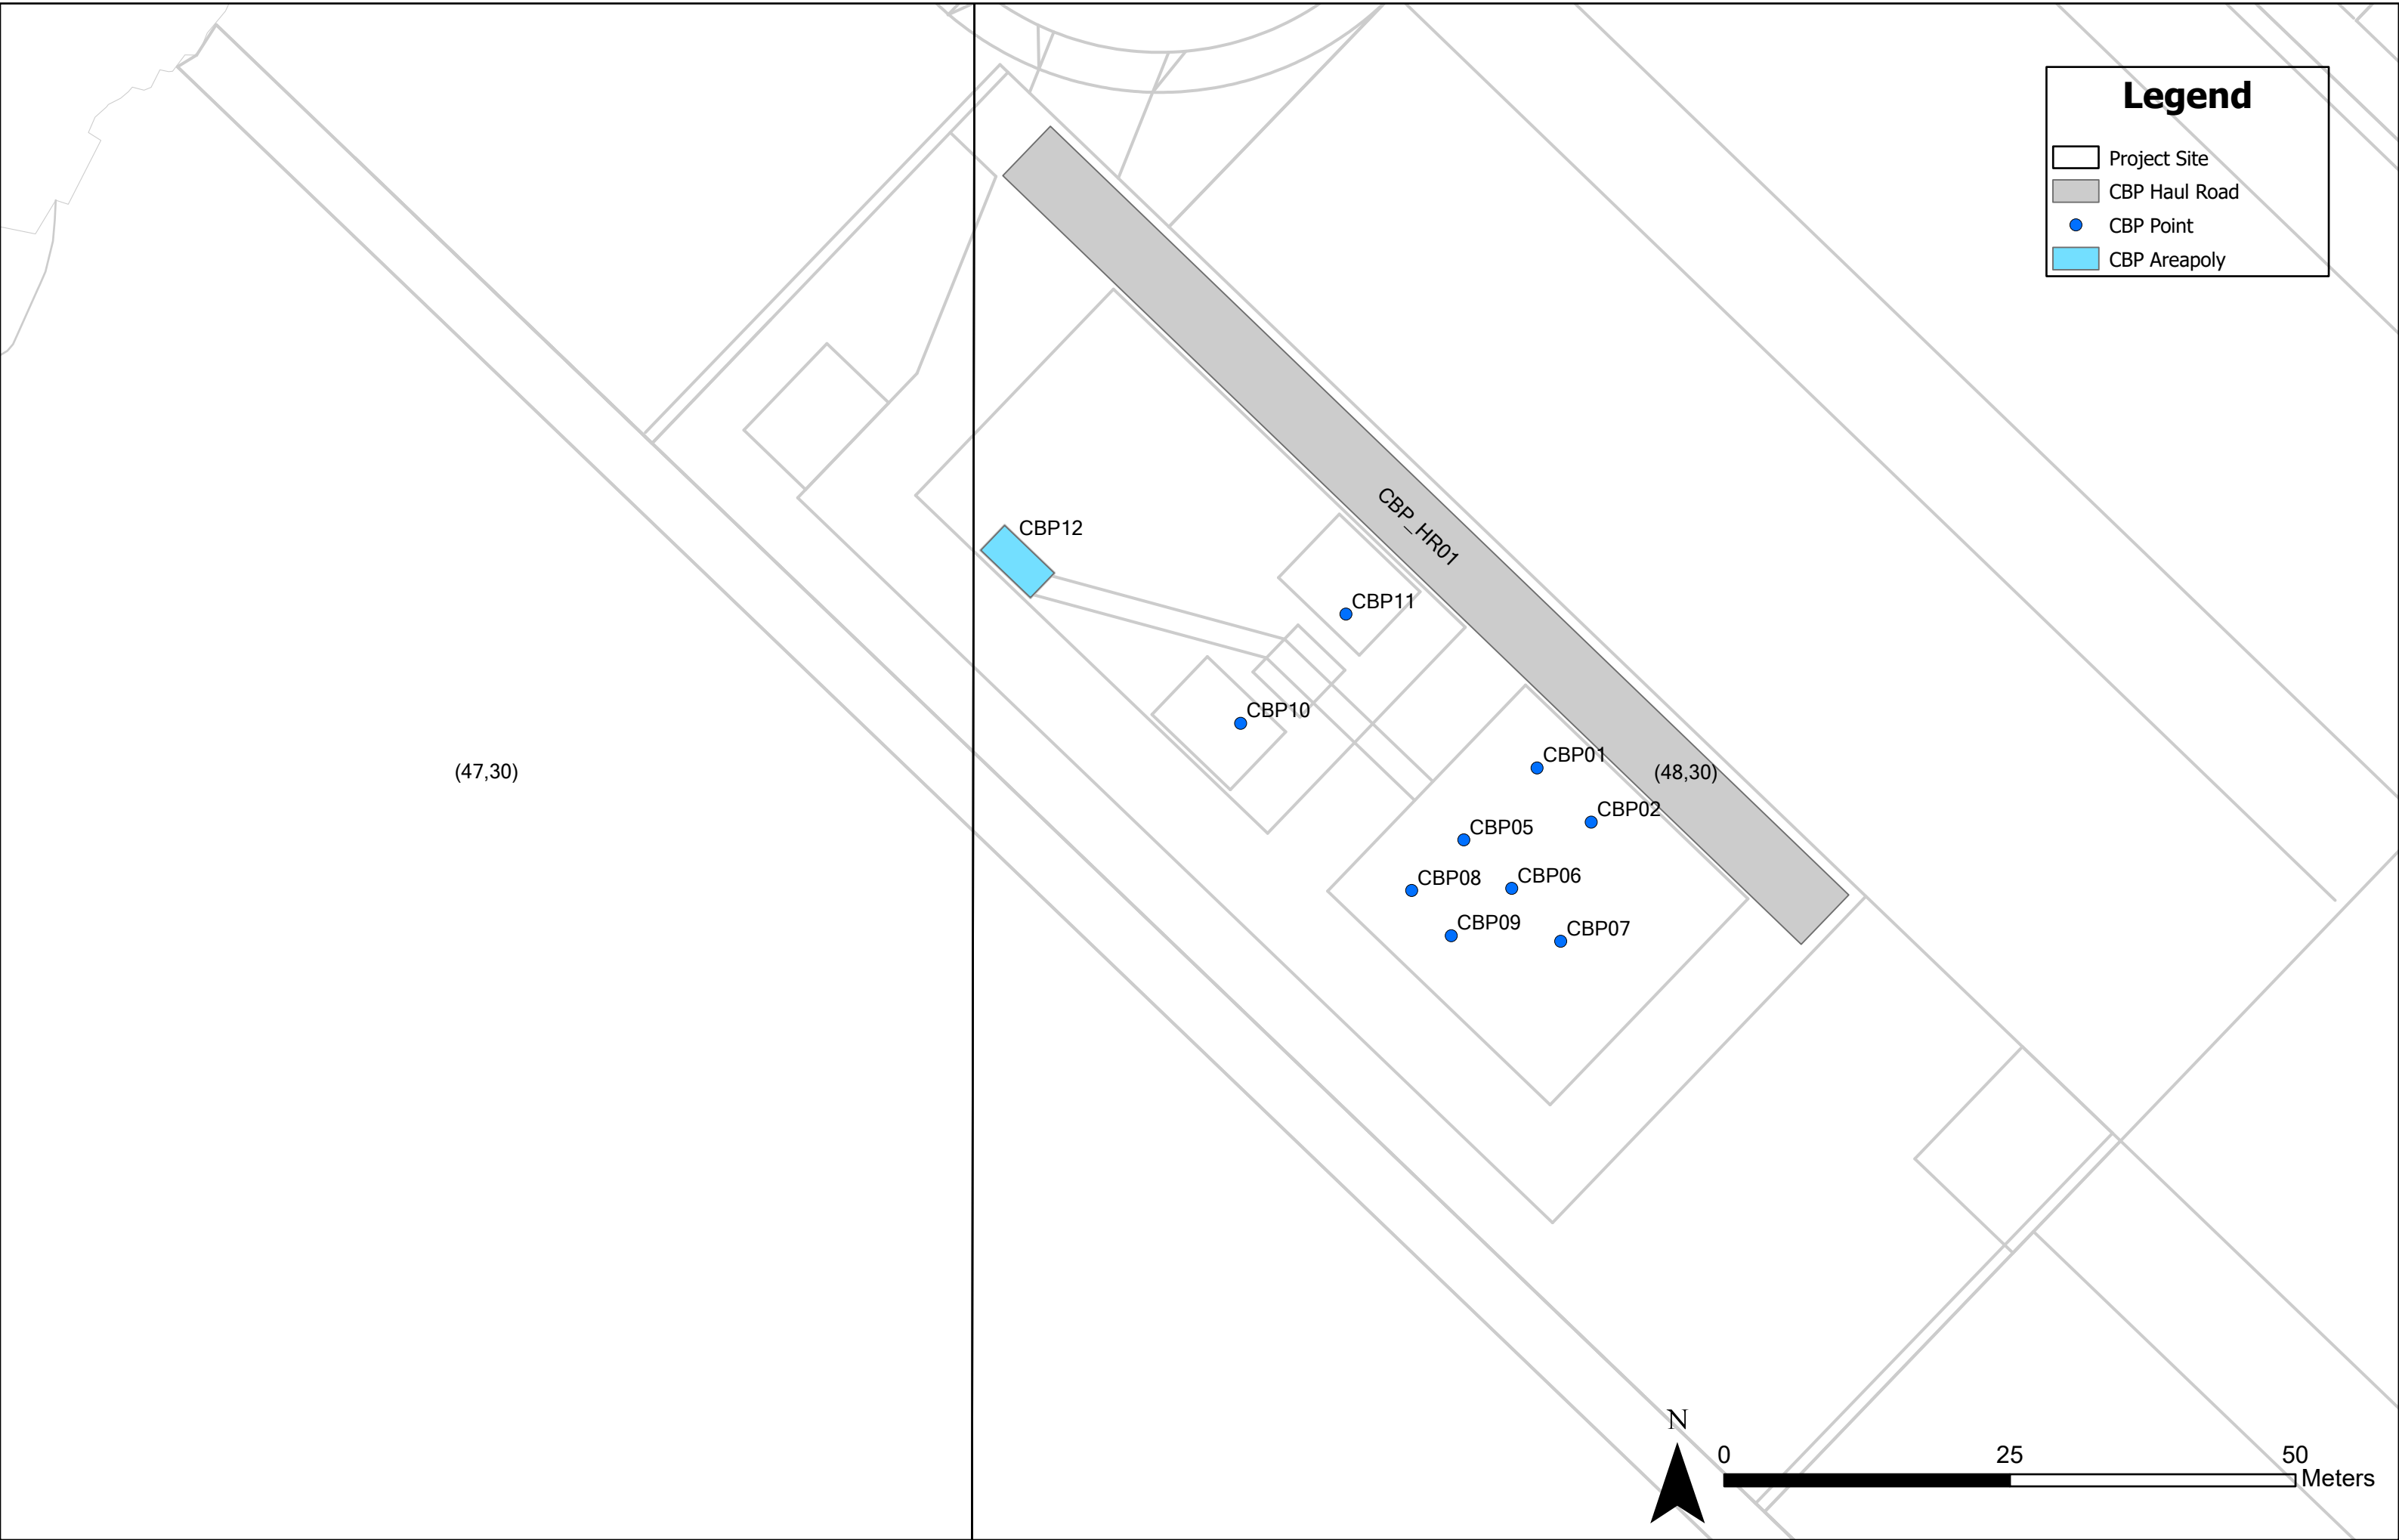 Legend
Project Site
CBP Haul Road
CBP Point
CBP Areapoly
CBP_HR01
CBP12
CBP11
CBP10
CBP01
(47,30)
(48,30)
CBP02
CBP05
CBP06
CBP08
CBP09
CBP07
N
0 25 50
Meters